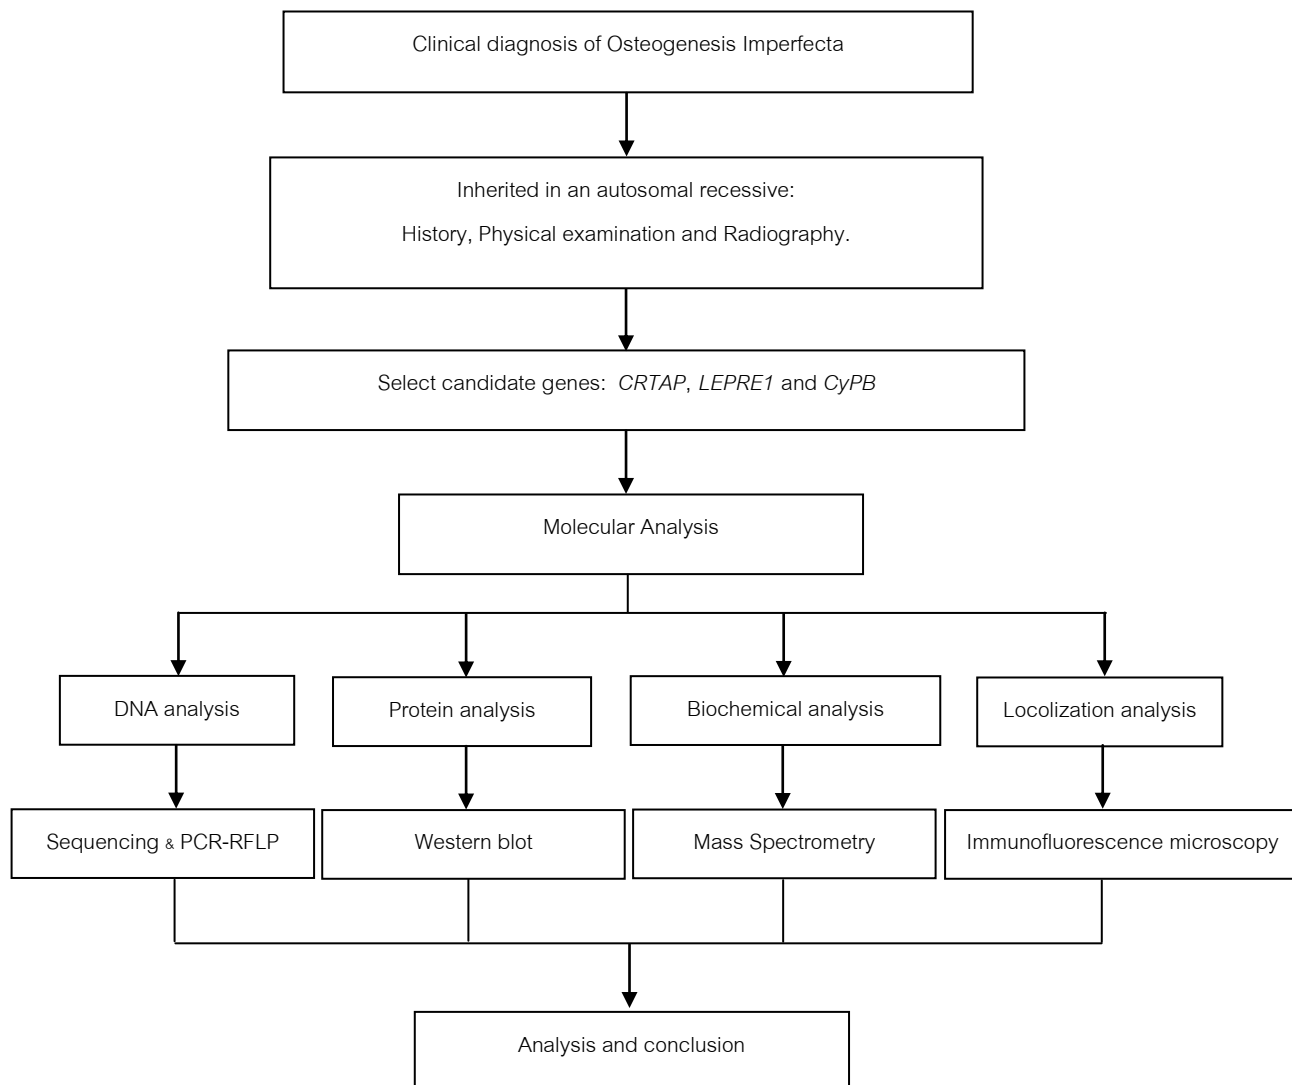 Clinical diagnosis of Osteogenesis Imperfecta
Inherited in an autosomal recessive:
History, Physical examination and Radiography.
Select candidate genes: CRTAP, LEPRE1 and CyPB
Molecular Analysis
DNA analysis
Protein analysis
Biochemical analysis
Locolization analysis
Sequencing & PCR-RFLP
Western blot
Mass Spectrometry
Immunofluorescence microscopy
Analysis and conclusion